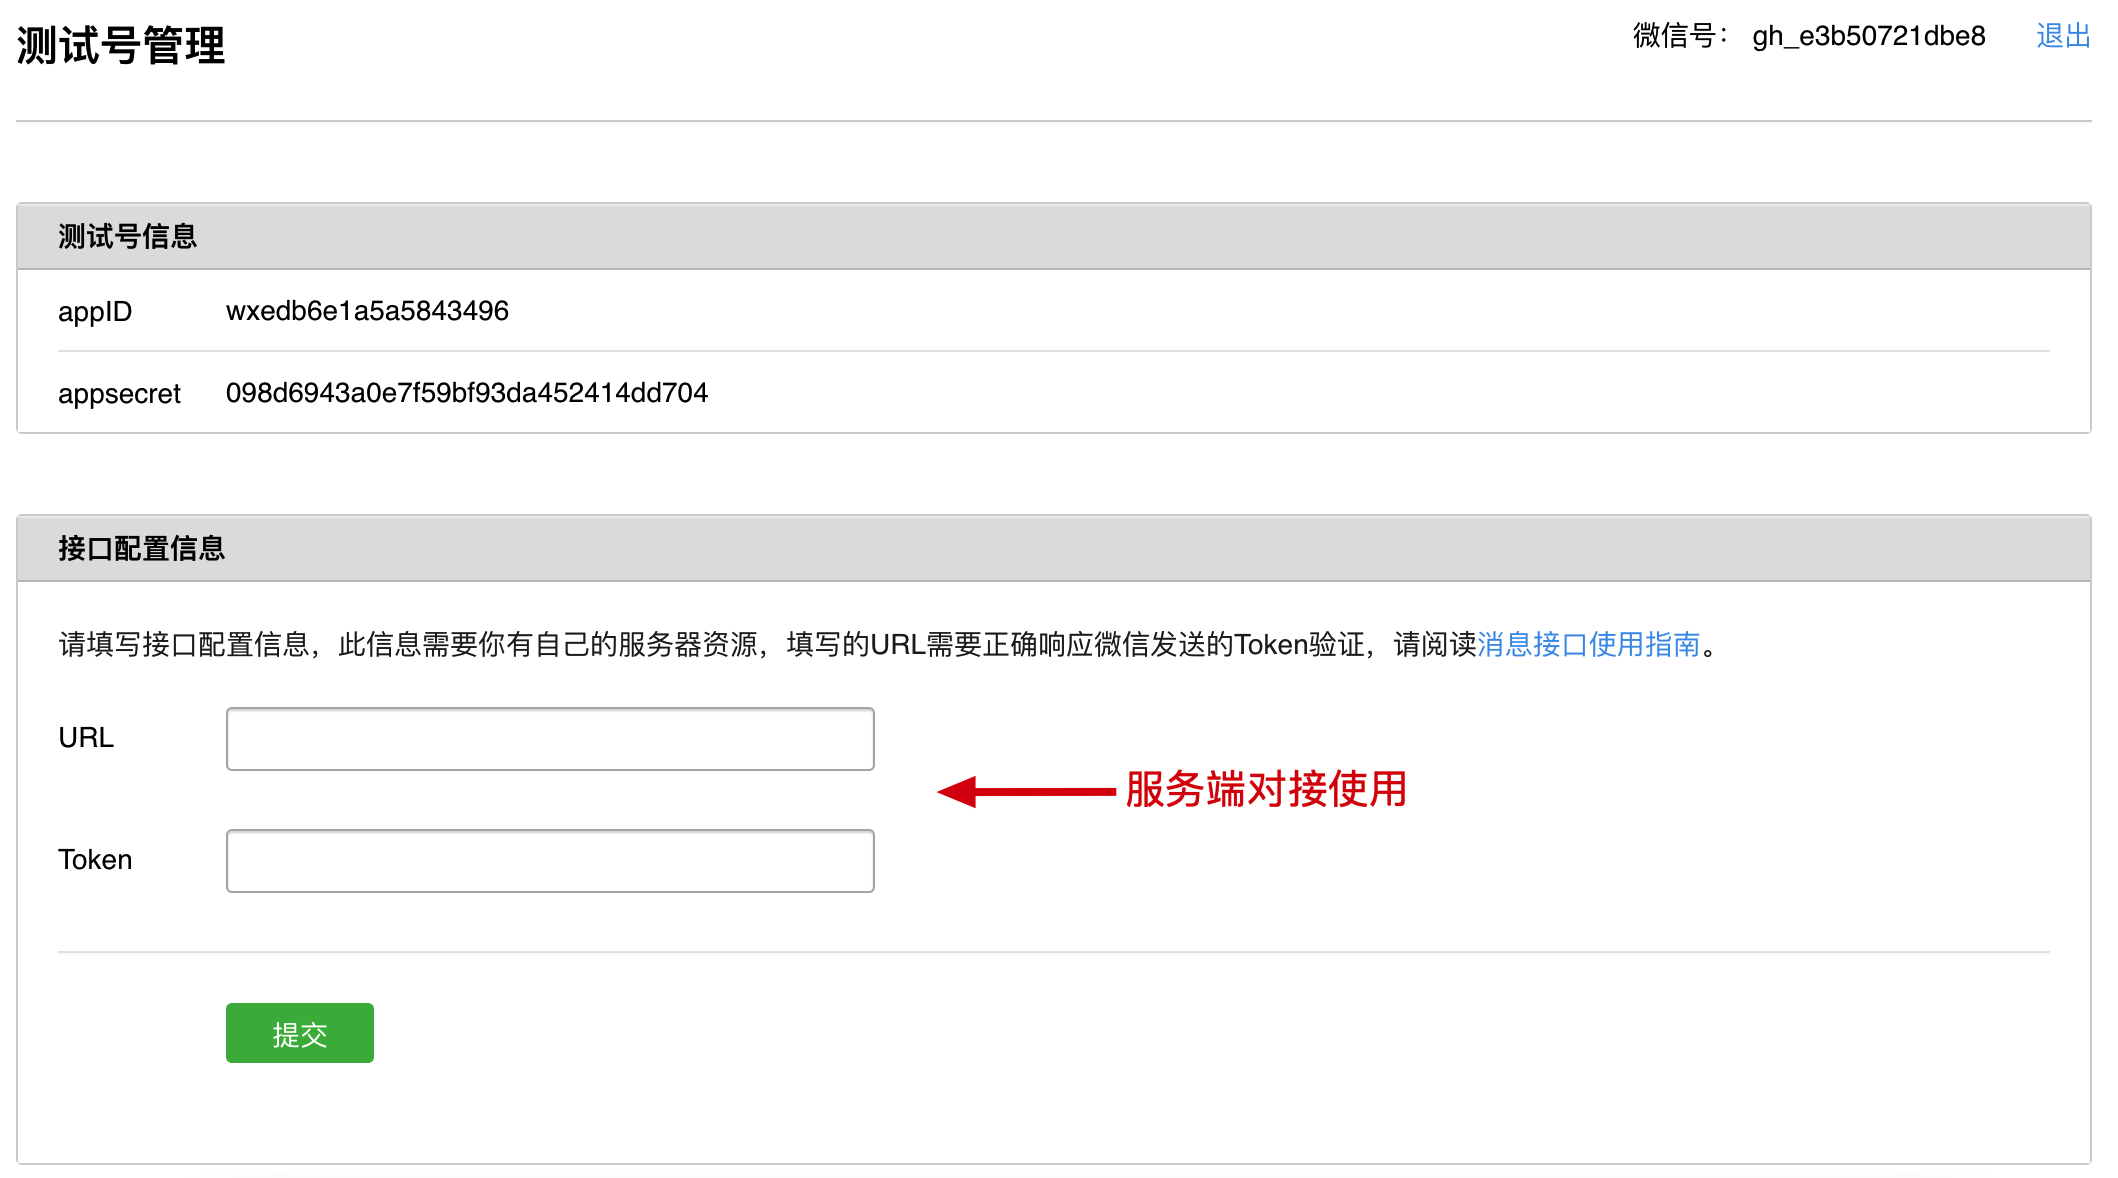 测试号管理
微信号： gh_e3b50721dbe8 退出
测试号信息
appID wxedb6e1a5a5843496
appsecret 098d6943a0e7f59bf93da452414dd704
接口配置信息
请填写接口配置信息，此信息需要你有自己的服务器资源，填写的URL需要正确响应微信发送的Token验证，请阅读消息接口使用指南。
URL
服务端对接使用
Token
提交